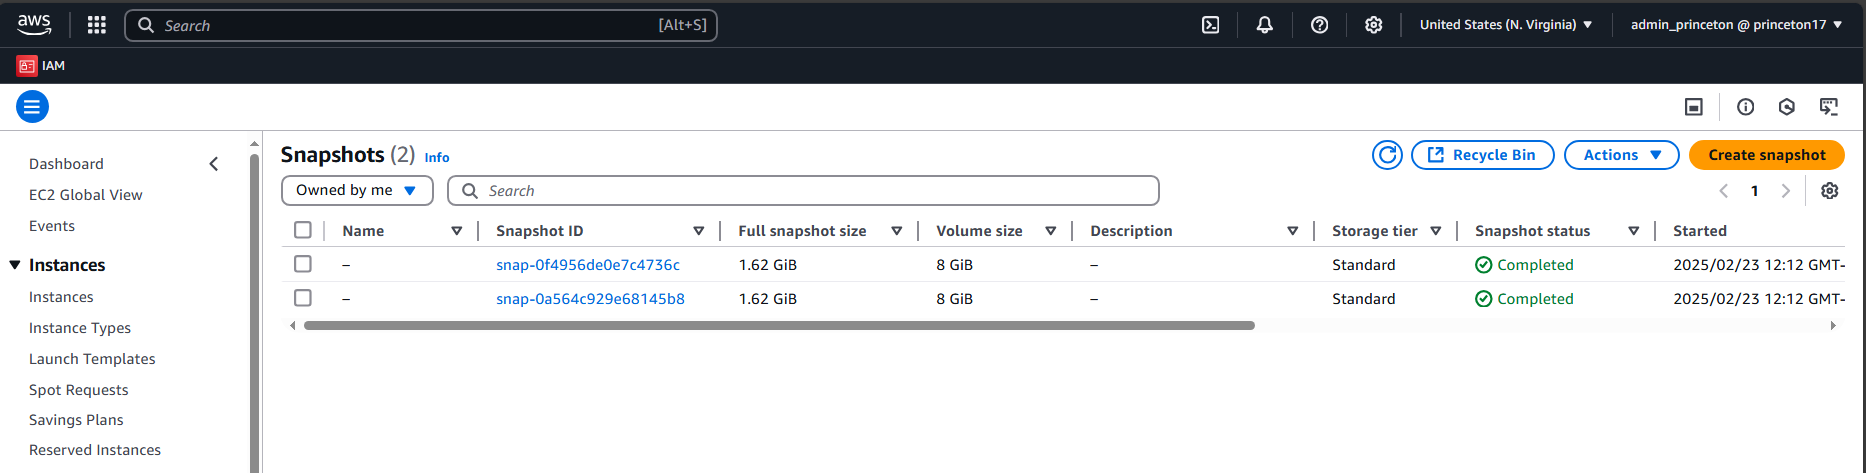 aws Search [Alt+S] United States (N. Virginia) admin_princeton @ princeton17
IAM
Dashboard
EC2 Global View
Events
Instances
Instances
Instance Types
Launch Templates
Spot Requests
Savings Plans
Reserved Instances
Snapshots (2) Info Recycle Bin Actions Create snapshot
Owned by me Search 1
Name Snapshot ID Full snapshot size Volume size Description Storage tier Snapshot status Started
– snap-0f4956de0e7c4736c 1.62 GiB 8 GiB – Standard Completed 2025/02/23 12:12 GMT-
– snap-0a564c929e68145b8 1.62 GiB 8 GiB – Standard Completed 2025/02/23 12:12 GMT-